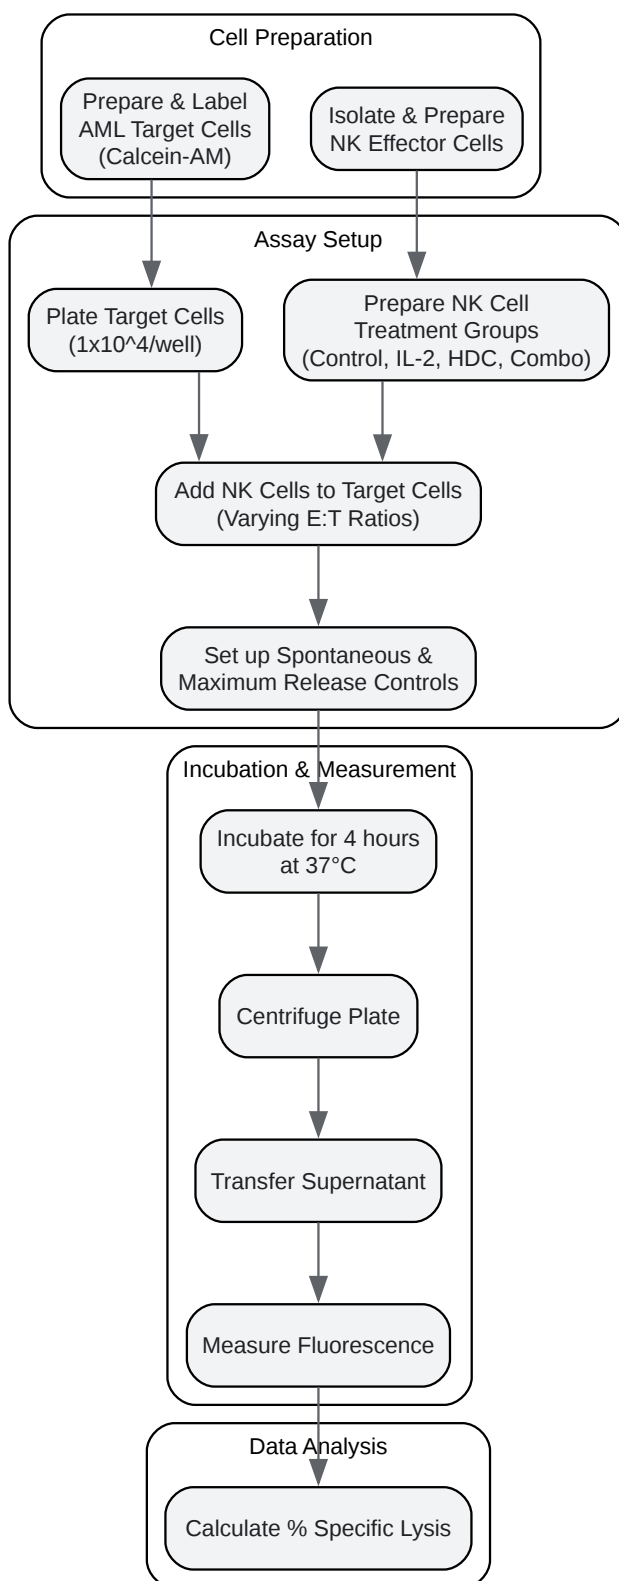 Cell Preparation
Prepare & Label
AML Target Cells
(Calcein-AM)
Isolate & Prepare
NK Effector Cells
Assay Setup
Plate Target Cells
(1x10^4/well)
Prepare NK Cell
Treatment Groups
(Control, IL-2, HDC, Combo)
Add NK Cells to Target Cells
(Varying E:T Ratios)
Set up Spontaneous &
Maximum Release Controls
Incubation & Measurement
Incubate for 4 hours
at 37°C
Centrifuge Plate
Transfer Supernatant
Measure Fluorescence
Data Analysis
Calculate % Specific Lysis